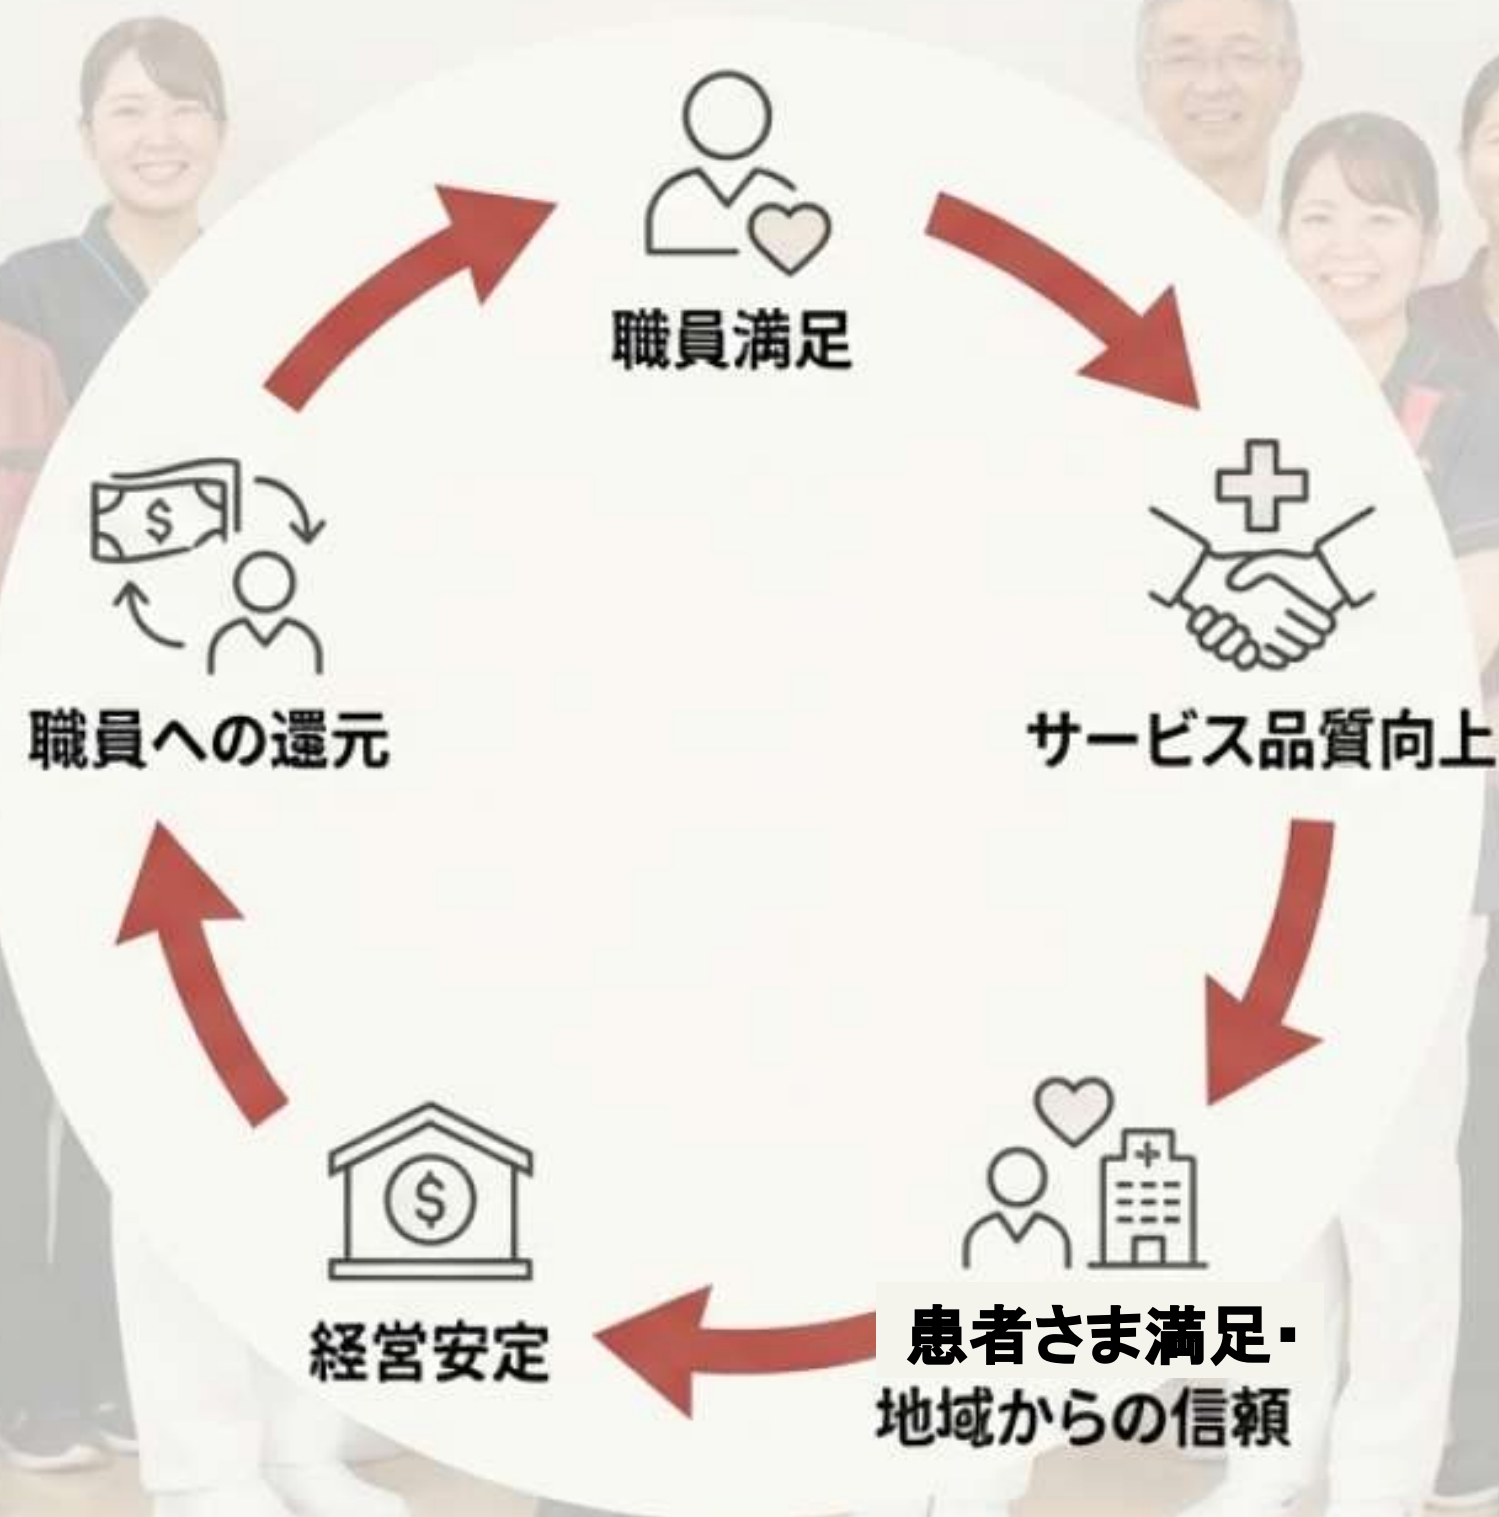 職員満足
サービス品質向上
患者さま満足・
地域からの信頼
経営安定
職員への還元